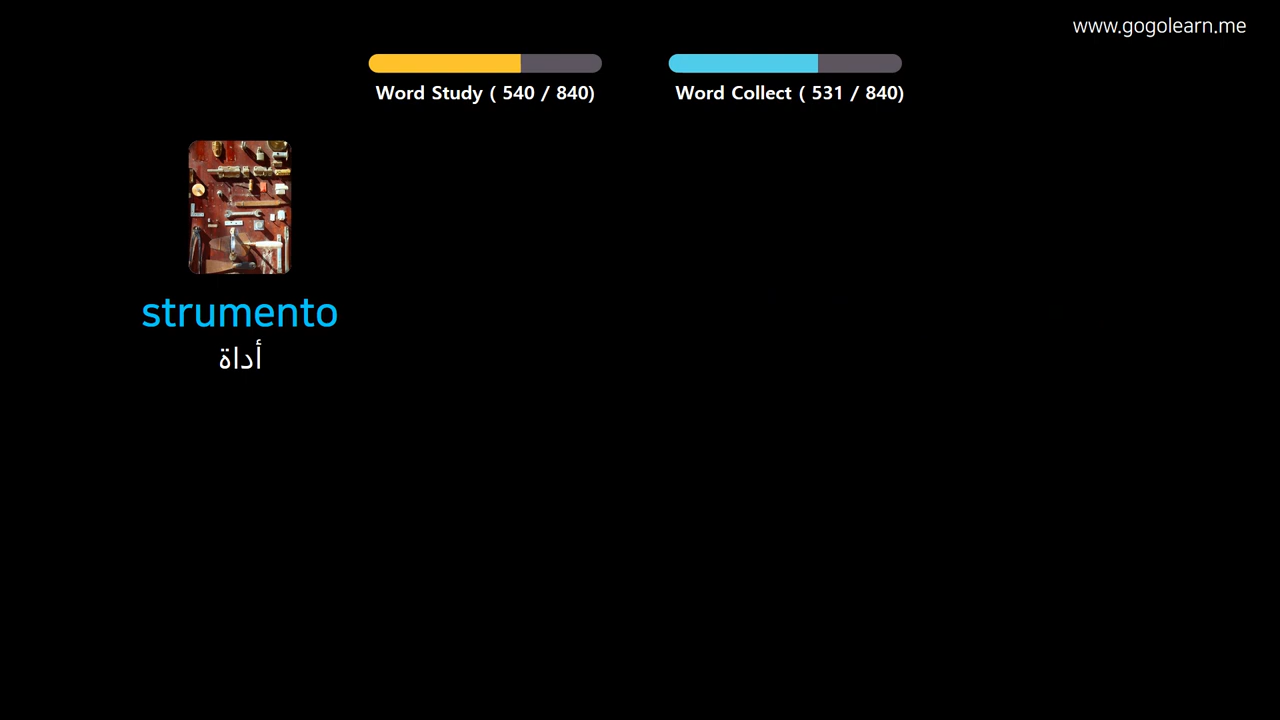 www.gogolearn.me
Word Study ( 540 / 840)
Word Collect ( 531 / 840)
strumento
أداة